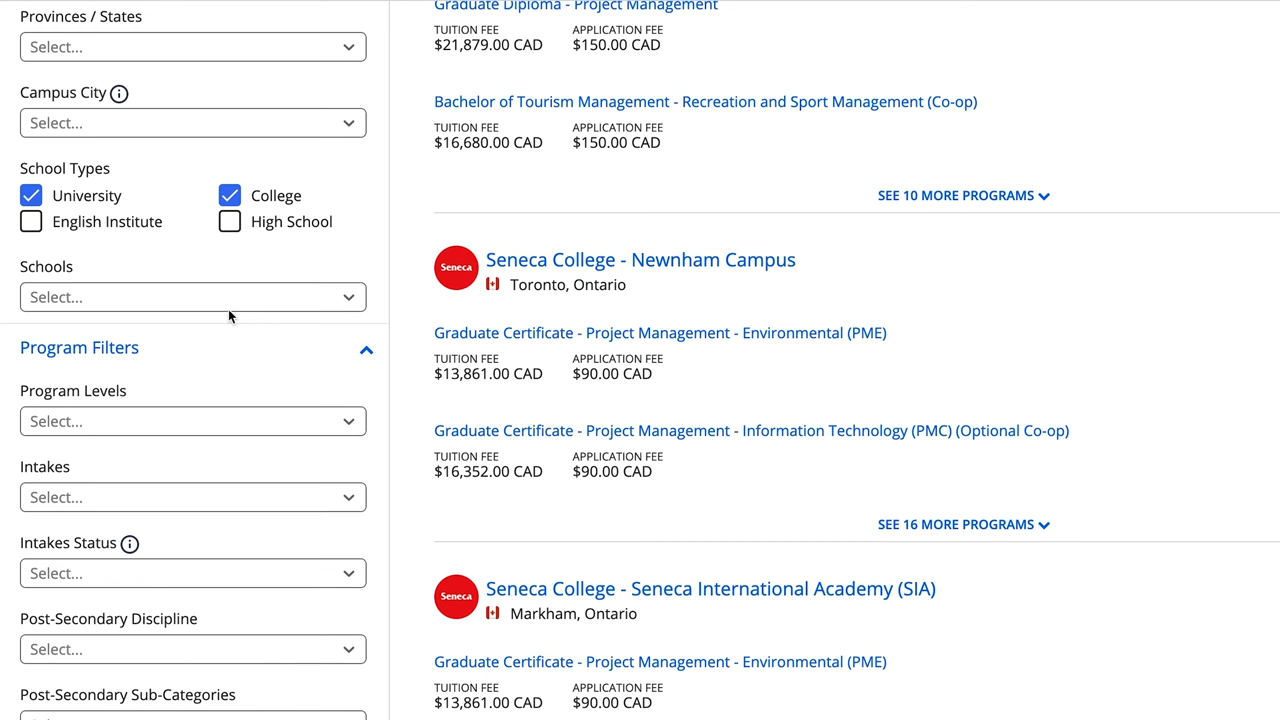 Provinces / States
Select...
Campus City
Select...
School Types
University
College
English Institute
High School
Schools
Select...
Program Filters
Program Levels
Select...
Intakes
Select...
Intakes Status
Select...
Post-Secondary Discipline
Select...
Post-Secondary Sub-Categories
Graduate Diploma - Project Management
TUITION FEE APPLICATION FEE
$21,879.00 CAD $150.00 CAD
Bachelor of Tourism Management - Recreation and Sport Management (Co-op)
TUITION FEE APPLICATION FEE
$16,680.00 CAD $150.00 CAD
SEE 10 MORE PROGRAMS
Seneca
Seneca College - Newnham Campus
Toronto, Ontario
Graduate Certificate - Project Management - Environmental (PME)
TUITION FEE APPLICATION FEE
$13,861.00 CAD $90.00 CAD
Graduate Certificate - Project Management - Information Technology (PMC) (Optional Co-op)
TUITION FEE APPLICATION FEE
$16,352.00 CAD $90.00 CAD
SEE 16 MORE PROGRAMS
Seneca
Seneca College - Seneca International Academy (SIA)
Markham, Ontario
Graduate Certificate - Project Management - Environmental (PME)
TUITION FEE APPLICATION FEE
$13,861.00 CAD $90.00 CAD